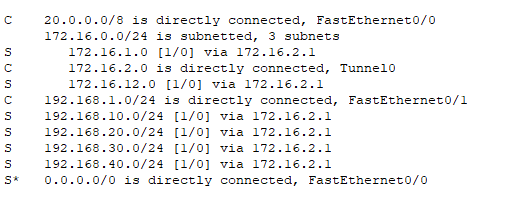 C    20.0.0.0/8 is directly connected, FastEthernet0/0
     172.16.0.0/24 is subnetted, 3 subnets
S       172.16.1.0 [1/0] via 172.16.2.1
C       172.16.2.0 is directly connected, Tunnel0
S       172.16.12.0 [1/0] via 172.16.2.1
C    192.168.1.0/24 is directly connected, FastEthernet0/1
S    192.168.10.0/24 [1/0] via 172.16.2.1
S    192.168.20.0/24 [1/0] via 172.16.2.1
S    192.168.30.0/24 [1/0] via 172.16.2.1
S    192.168.40.0/24 [1/0] via 172.16.2.1
S*   0.0.0.0/0 is directly connected, FastEthernet0/0